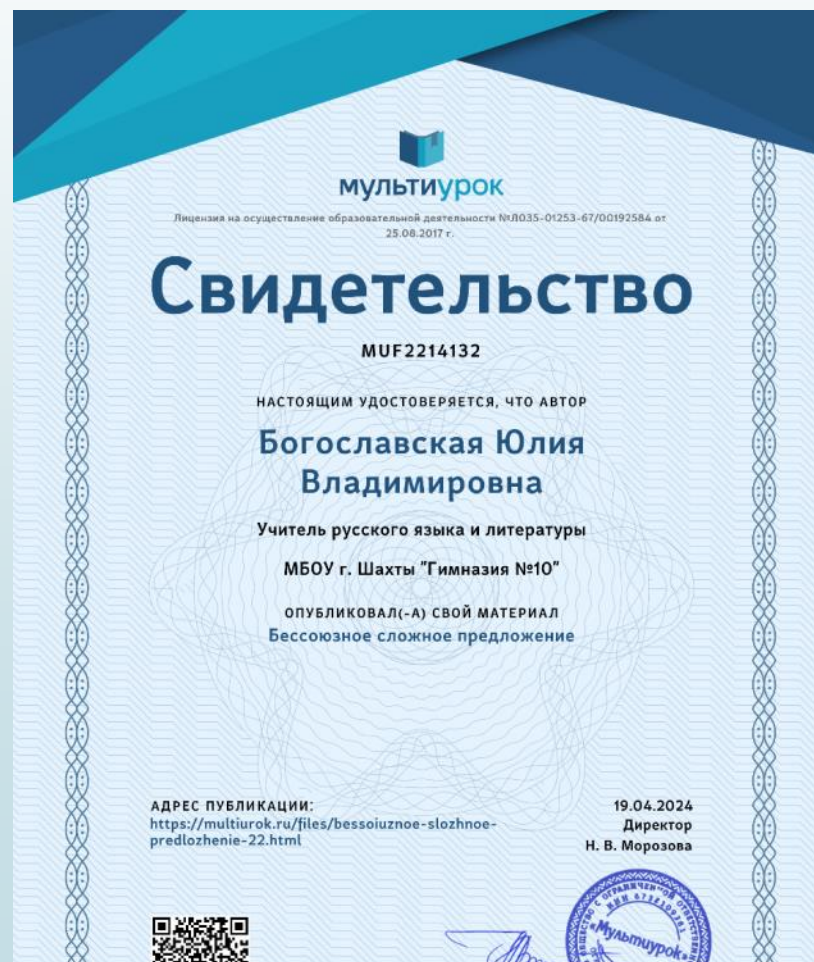 мультиурок
Лицензия на осуществление образовательной деятельности №Л035-01253-67/00192584 от
25.08.2017 г.
Свидетельство
MUF2214132
НАСТОЯЩИМ УДОСТОВЕРЯЕТСЯ, ЧТО АВТОР
Богославская Юлия
Владимировна
Учитель русского языка и литературы
МБОУ г. Шахты "Гимназия №10"
ОПУБЛИКОВАЛ(-А) СВОЙ МАТЕРИАЛ
Бессоюзное сложное предложение
АДРЕС ПУБЛИКАЦИИ:
https://multiurok.ru/files/bessoiuznoe-slozhnoe-
predlozhenie-22.html
19.04.2024
Директор
Н. В. Морозова
«Мультиурок»